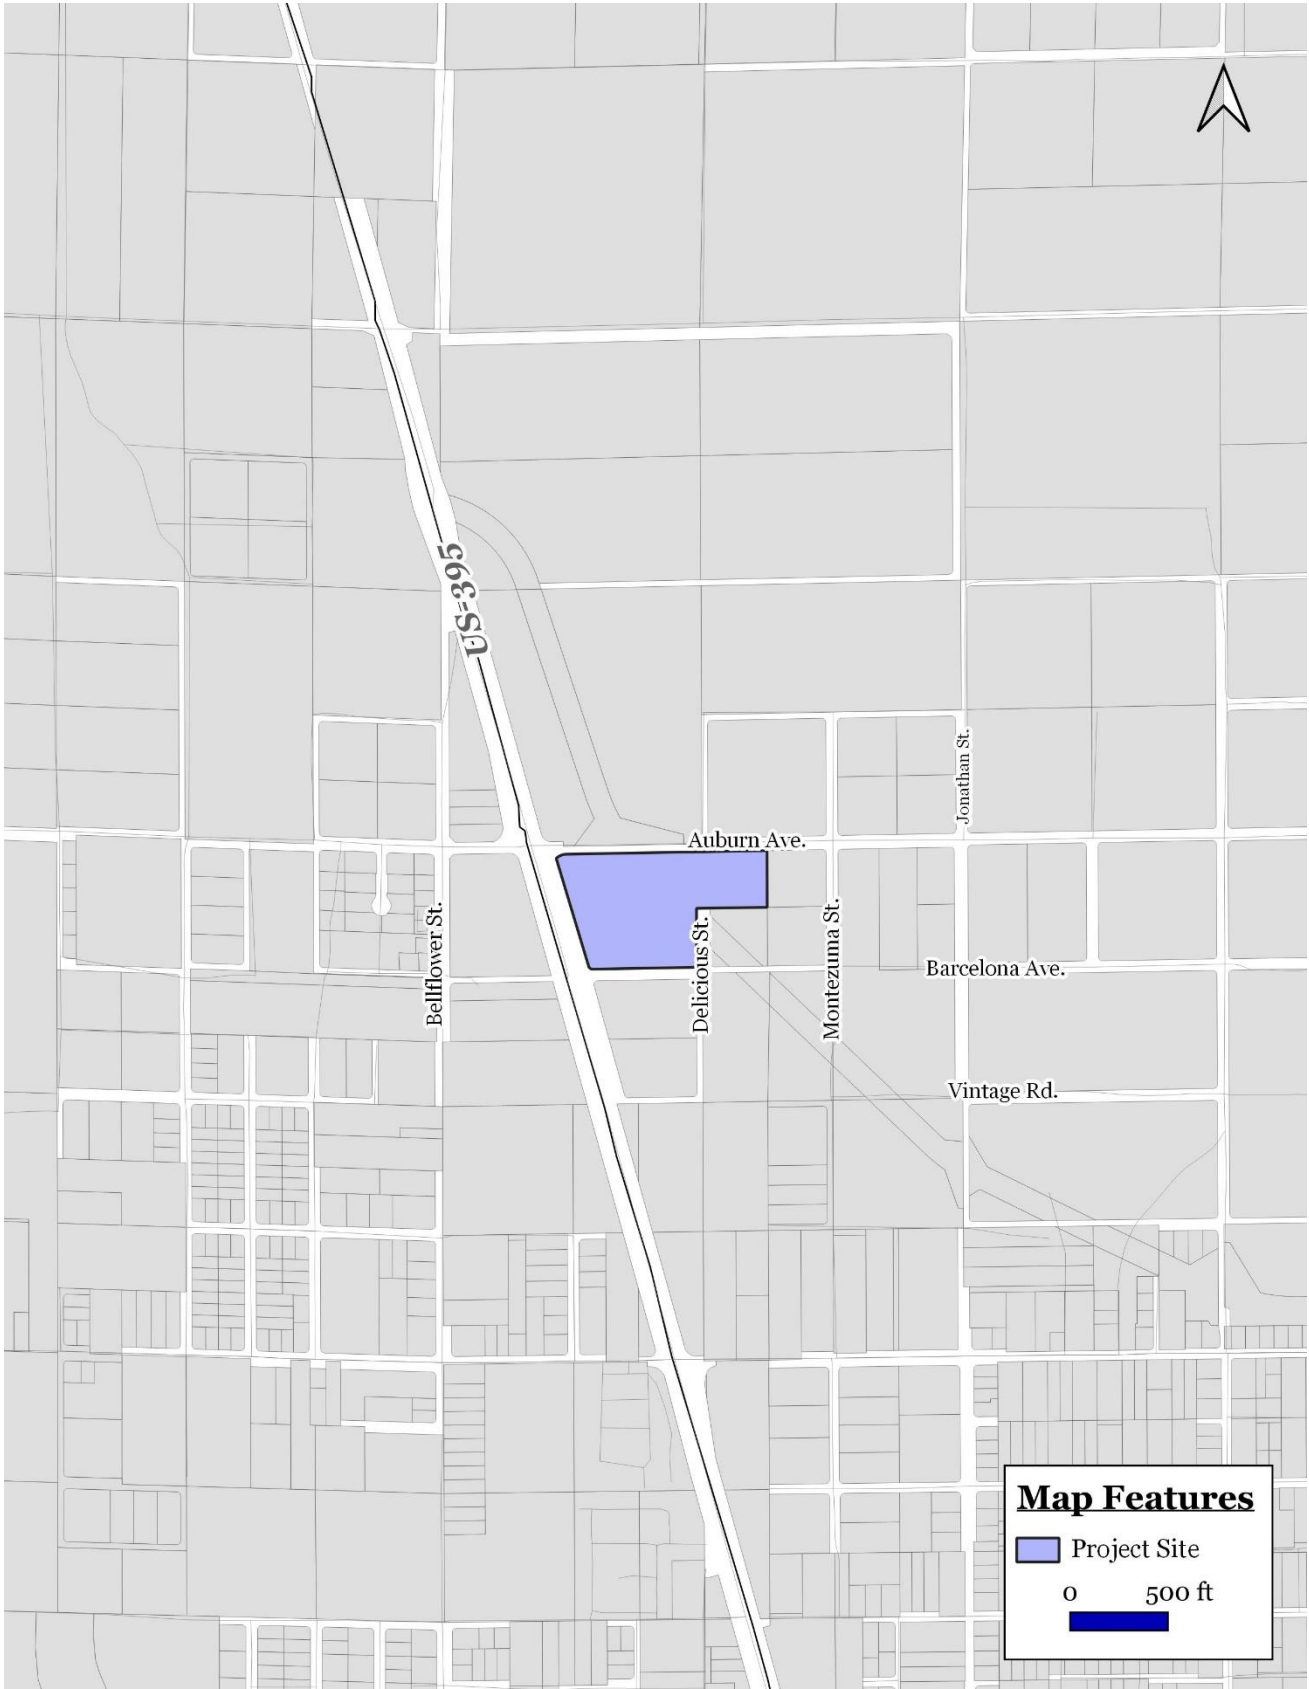 US-395
Jonathan St.
Auburn Ave.
Bellflower St.
Delicious St.
Montezuma St.
Barcelona Ave.
Vintage Rd.
Map Features
Project Site
0 500 ft